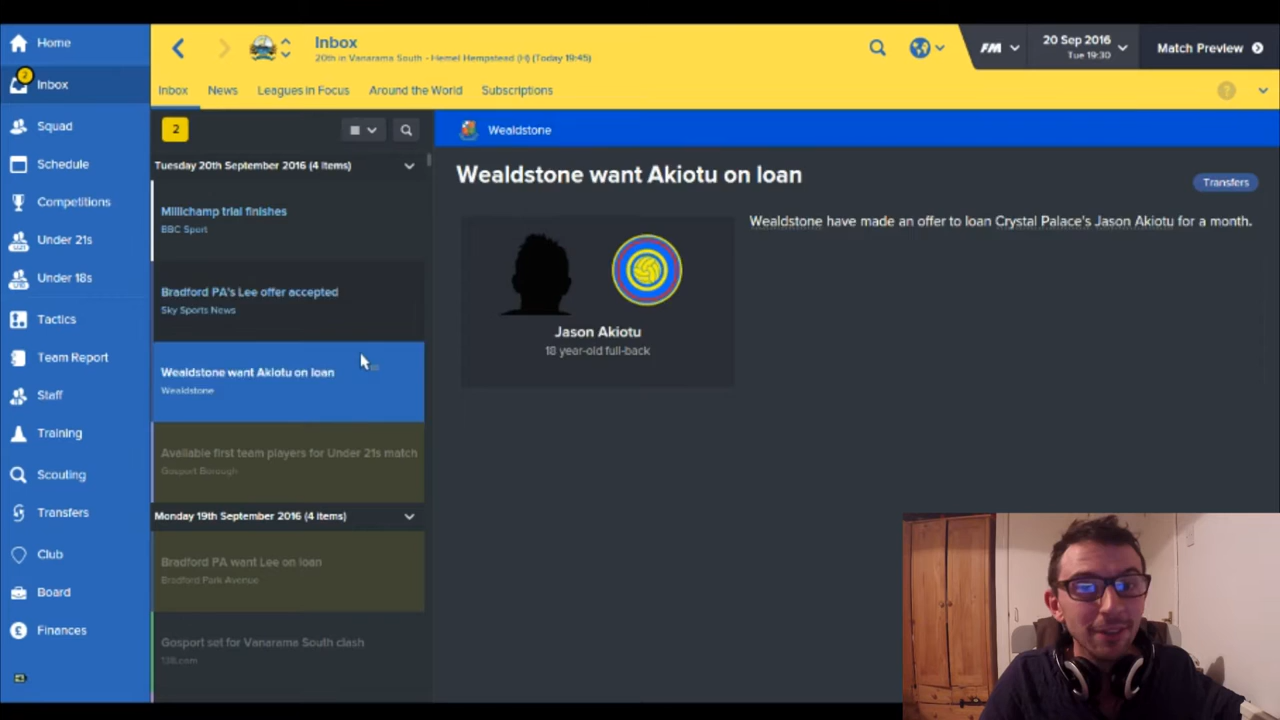 Home
Inbox
20th in Vanarama South - Hemel Hempstead (H) (Today 19:45)
FM
20 Sep 2016
Tue 19:30
Match Preview
2
Inbox
Inbox
News
Leagues in Focus
Around the World
Subscriptions
?
Squad
Schedule
Competitions
Under 21s
Under 18s
Tactics
Team Report
Staff
Training
Scouting
Transfers
Club
Board
Finances
2
Tuesday 20th September 2016 (4 items)
Millichamp trial finishes
BBC Sport
Bradford PA's Lee offer accepted
Sky Sports News
Wealdstone want Akiotu on loan
Wealdstone
Available first team players for Under 21s match
Gosport Borough
Monday 19th September 2016 (4 items)
Bradford PA want Lee on loan
Bradford Park Avenue
Gosport set for Vanarama South clash
Wealdstone
Wealdstone want Akiotu on loan
Transfers
Wealdstone have made an offer to loan Crystal Palace's Jason Akiotu for a month.
Jason Akiotu
18 year-old full-back